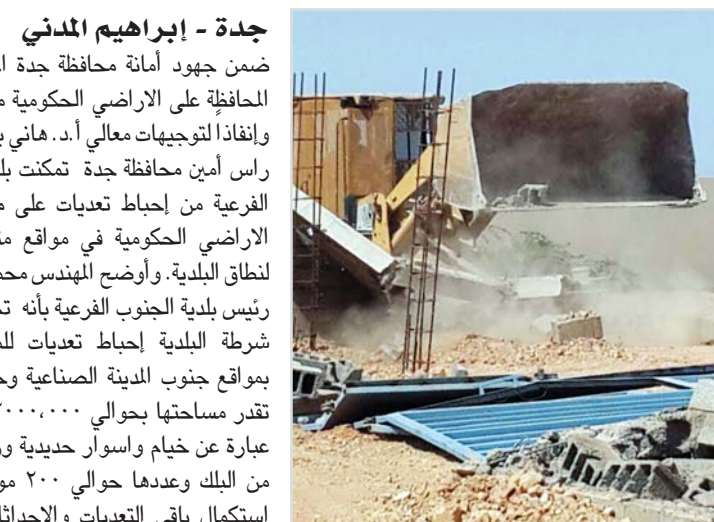 جدة - إبراهيم المدني
ضمن جهود أمانة محافظة جدة
المحافظة على الاراضي الحكومية
وإنفاذاً لتوجيهات معالي أ.د. هاني
راس أمين محافظة جدة تمكنت
الفرعية من إحباط تعديات على
الاراضي الحكومية في مواقع
لنطاق البلدية. وأوضح المهندس
رئيس بلدية الجنوب الفرعية بأنه
شرطة البلدية إحباط تعديات
بمواقع جنوب المدينة الصناعية
تقدر مساحتها بحوالي
عبارة عن خيام واسوار حديدية
من البلك وعددها حوالي ٢٠٠
استكمال باقي التعديات